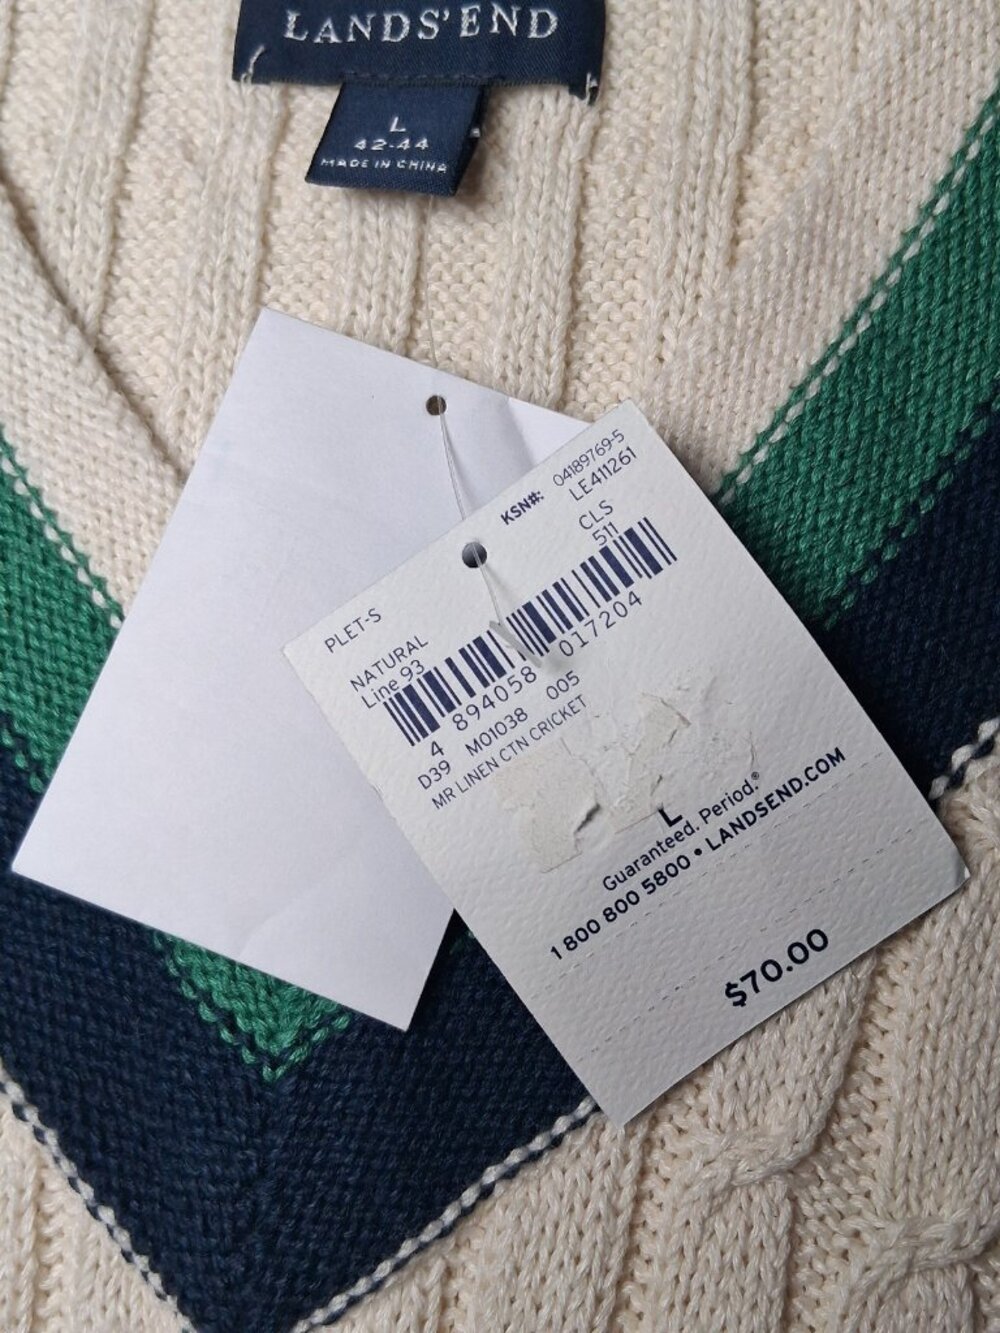 LANDS' END
L
42-44
MADE IN CHINA
KSN#: 04189769-5
LE411261
PLET-S
CLS
511
NATURAL
Line 93
4 894058 017204
D39 M01038 005
MR LINEN CTN CRICKET
L
Guaranteed. Period.®
1 800 800 5800 • LANDSEND.COM
$70.00